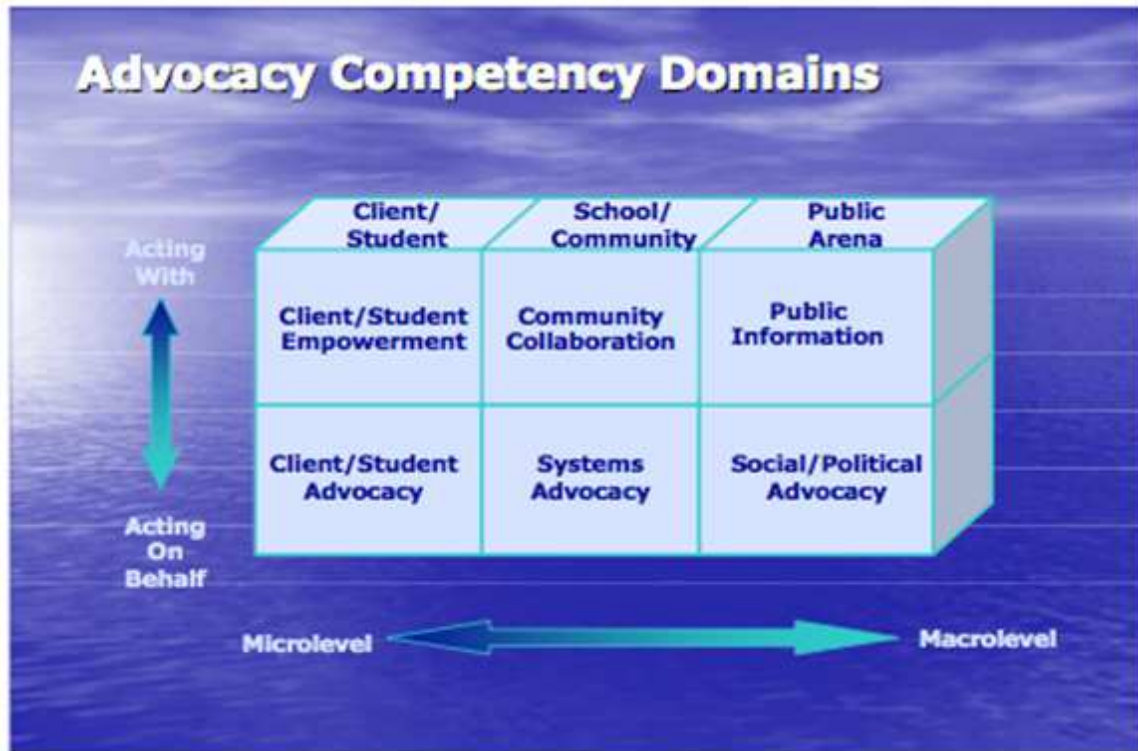 Advocacy Competency Domains
Client/
Student
School/
Community
Public
Arena
Acting
With
Client/Student
Empowerment
Community
Collaboration
Public
Information
Client/Student
Advocacy
Systems
Advocacy
Social/Political
Advocacy
Acting
On
Behalf
Microlevel
Macrolevel